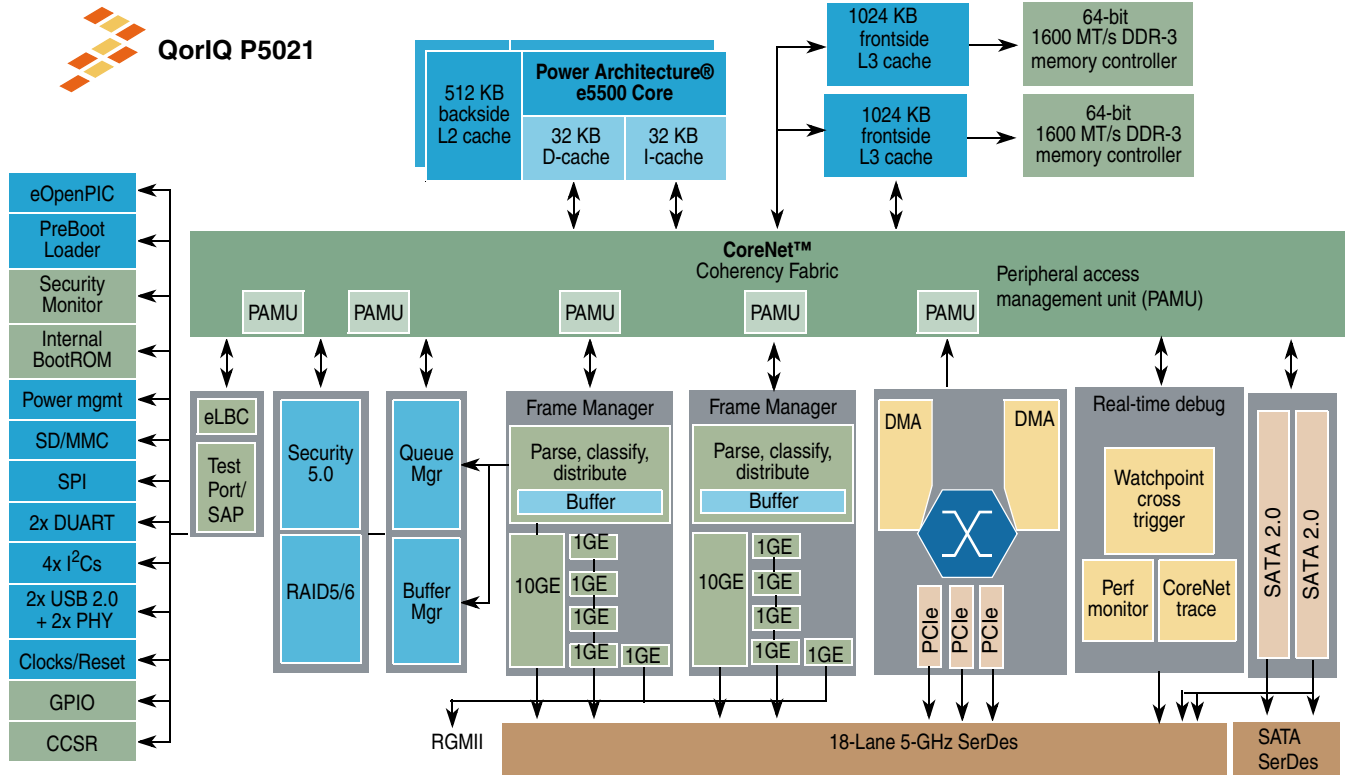 QorIQ P5021
512 KB
backside
L2 cache
Power Architecture®
e5500 Core
32 KB
D-cache
32 KB
I-cache
1024 KB
frontside
L3 cache
64-bit
1600 MT/s DDR-3
memory controller
1024 KB
frontside
L3 cache
64-bit
1600 MT/s DDR-3
memory controller
eOpenPIC
PreBoot
Loader
Security
Monitor
Internal
BootROM
Power mgmt
SD/MMC
SPI
2x DUART
4x I²Cs
2x USB 2.0
+ 2x PHY
Clocks/Reset
GPIO
CCSR
CoreNet™
Coherency Fabric
Peripheral access
management unit (PAMU)
PAMU
PAMU
PAMU
PAMU
PAMU
eLBC
Test
Port/
SAP
Security
5.0
RAID5/6
Queue
Mgr
Buffer
Mgr
Frame Manager
Parse, classify,
distribute
Buffer
10GE
1GE
1GE
1GE
1GE
1GE
Frame Manager
Parse, classify,
distribute
Buffer
10GE
1GE
1GE
1GE
1GE
1GE
DMA
DMA
PCIe
PCIe
PCIe
Real-time debug
Watchpoint
cross
trigger
Perf
monitor
CoreNet
trace
SATA 2.0
SATA 2.0
RGMII
18-Lane 5-GHz SerDes
SATA
SerDes